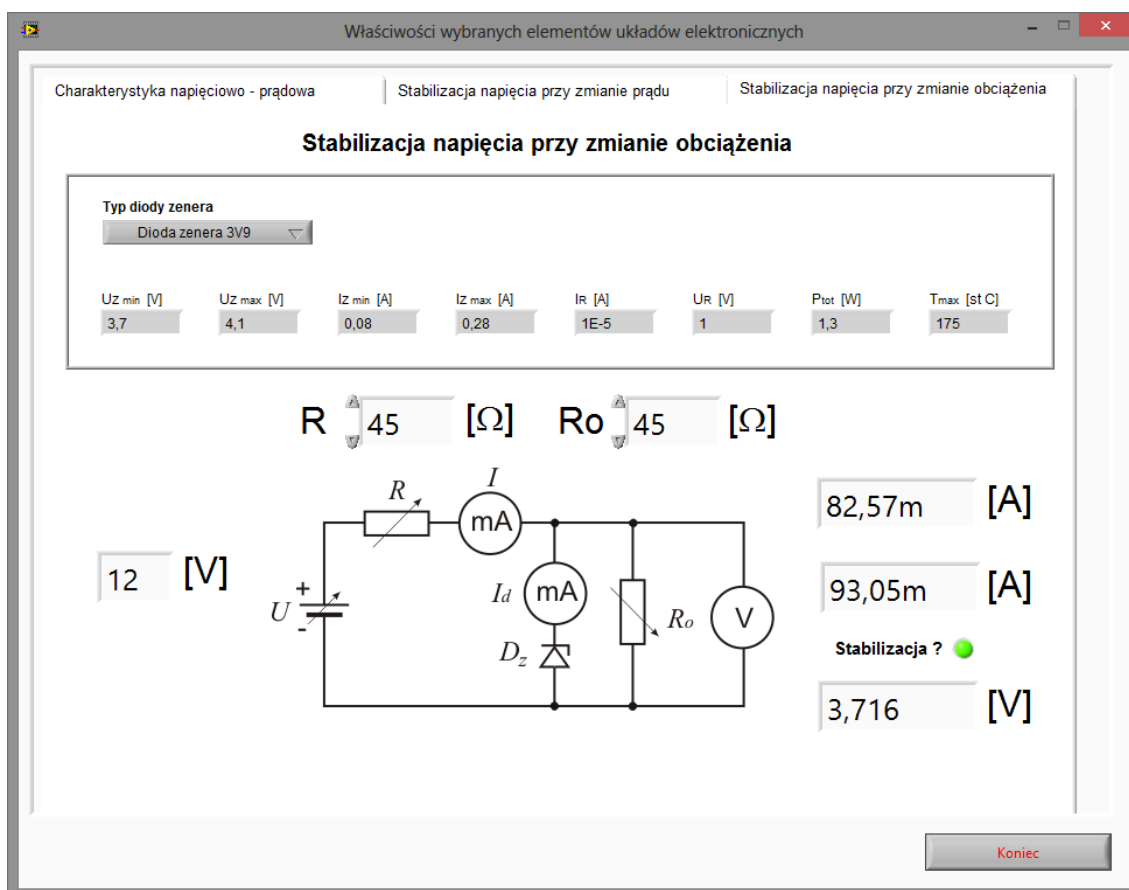 Właściwości wybranych elementów układów elektronicznych
Charakterystyka napięciowo - prądowa
Stabilizacja napięcia przy zmianie prądu
Stabilizacja napięcia przy zmianie obciążenia
Stabilizacja napięcia przy zmianie obciążenia
Typ diody zenera
Dioda zenera 3V9
Uz min [V] Uz max [V] Iz min [A] Iz max [A] IR [A] UR [V] Ptot [W] Tmax [st C]
3,7 4,1 0,08 0,28 1E-5 1 1,3 175
R 45 [Ω] Ro 45 [Ω]
R I
mA
82,57m [A]
12 [V]
U + -
Id mA
Ro
V
93,05m [A]
Dz
Stabilizacja ?
3,716 [V]
Koniec